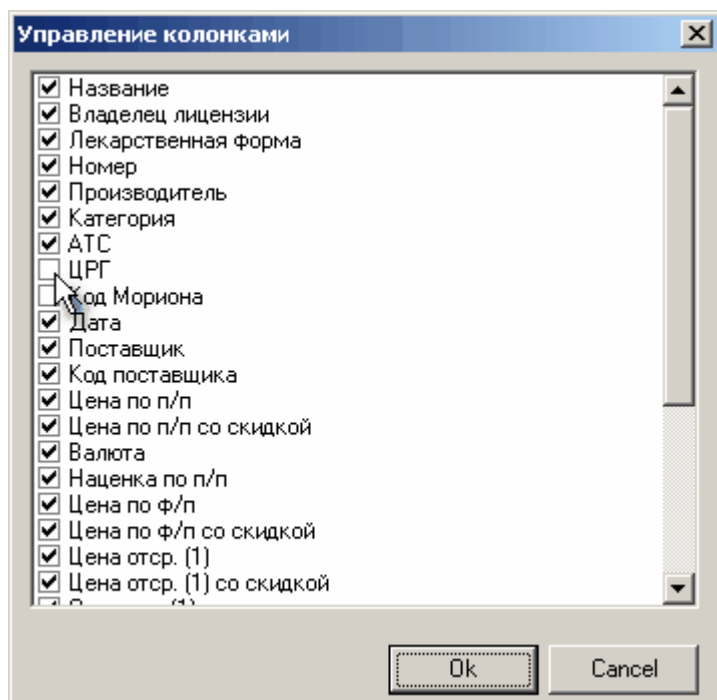 Управление колонками
Название
Владелец лицензии
Лекарственная форма
Номер
Производитель
Категория
АТС
ЦРГ
Код Мориона
Дата
Поставщик
Код поставщика
Цена по п/п
Цена по п/п со скидкой
Валюта
Наценка по п/п
Цена по ф/п
Цена по ф/п со скидкой
Цена отср. (1)
Цена отср. (1) со скидкой
Ok
Cancel